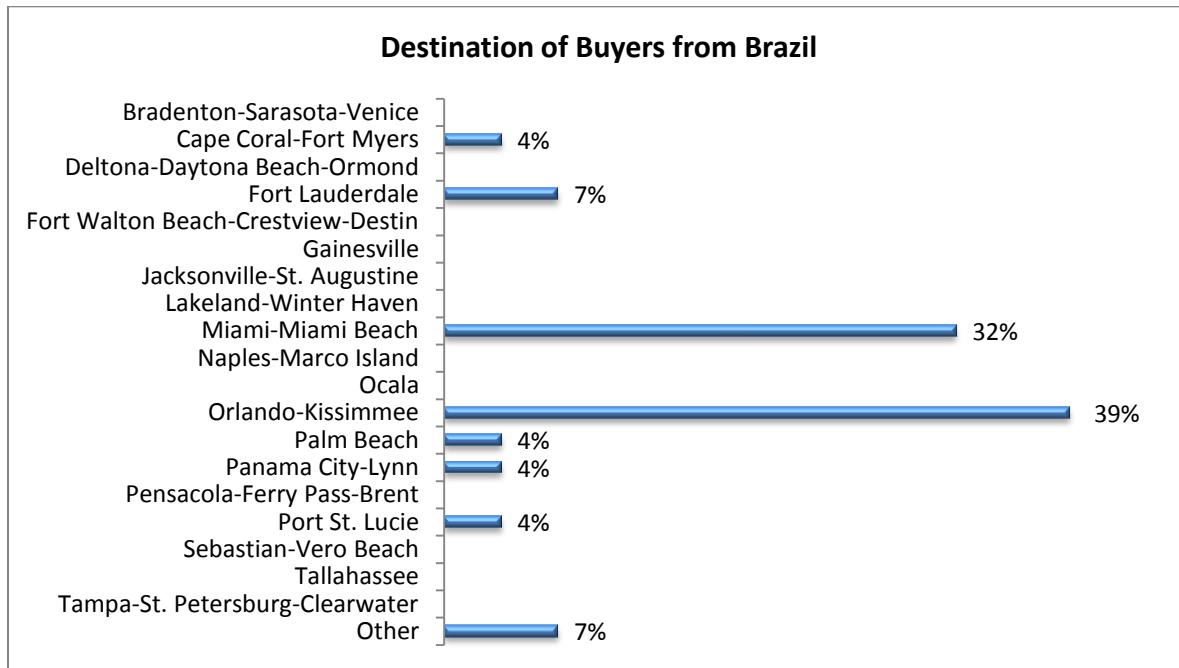 Destination of Buyers from Brazil
Bradenton-Sarasota-Venice
Cape Coral-Fort Myers 4%
Deltona-Daytona Beach-Ormond
Fort Lauderdale 7%
Fort Walton Beach-Crestview-Destin
Gainesville
Jacksonville-St. Augustine
Lakeland-Winter Haven
Miami-Miami Beach 32%
Naples-Marco Island
Ocala
Orlando-Kissimmee 39%
Palm Beach 4%
Panama City-Lynn 4%
Pensacola-Ferry Pass-Brent
Port St. Lucie 4%
Sebastian-Vero Beach
Tallahassee
Tampa-St. Petersburg-Clearwater
Other 7%